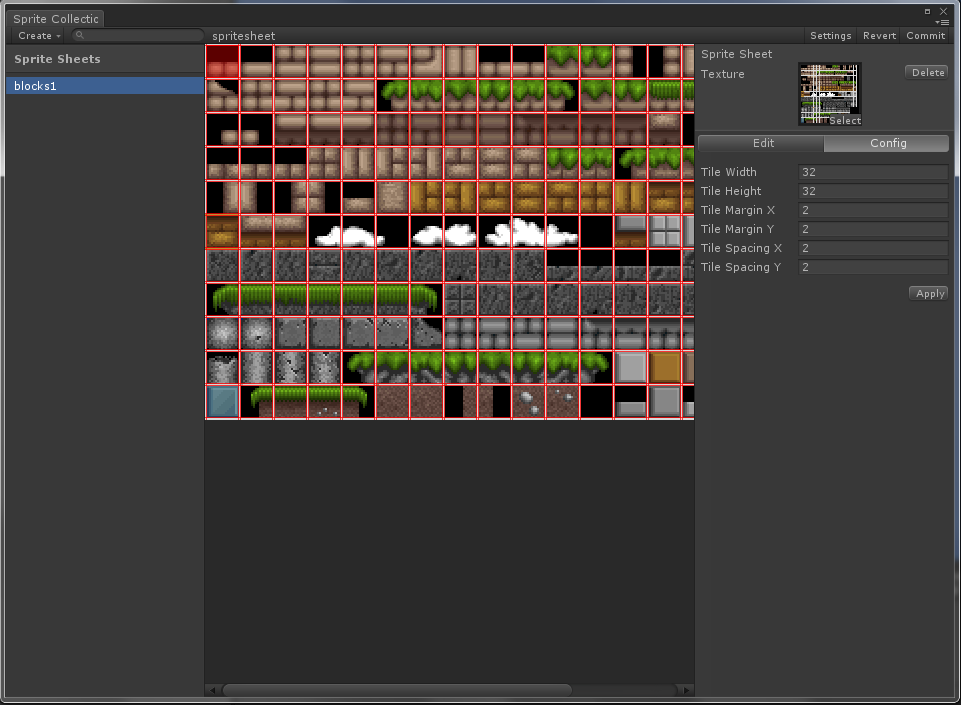 Sprite Collectic
Create
spritesheet
Settings Revert Commit
Sprite Sheets
blocks1
Sprite Sheet
Texture
Select
Delete
Edit Config
Tile Width 32
Tile Height 32
Tile Margin X 2
Tile Margin Y 2
Tile Spacing X 2
Tile Spacing Y 2
Apply